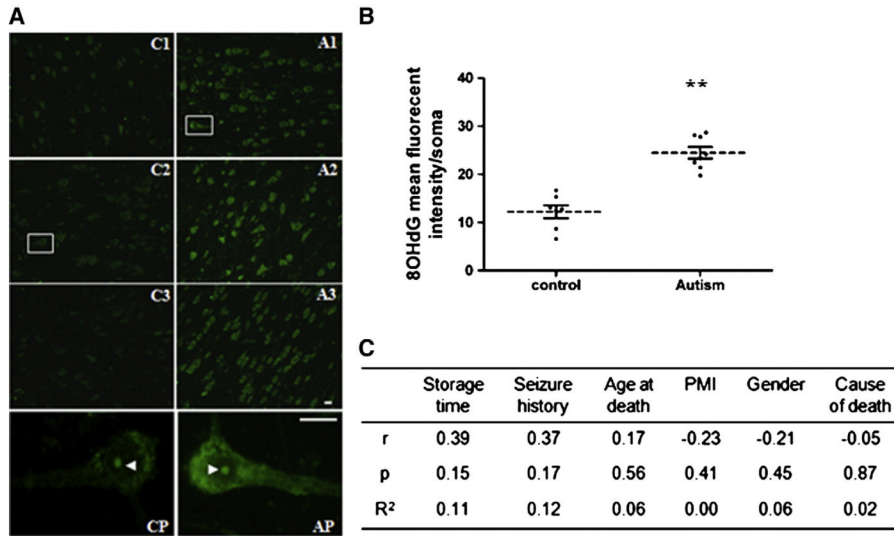 A
C1
A1
C2
A2
C3
A3
CP
AP
B
8OHdG mean fluorecent
intensity/soma
40
30
20
10
0
**
control
Autism
C
Storage time
Seizure history
Age at death
PMI
Gender
Cause of death
r 0.39 0.37 0.17 -0.23 -0.21 -0.05
p 0.15 0.17 0.56 0.41 0.45 0.87
R² 0.11 0.12 0.06 0.00 0.06 0.02